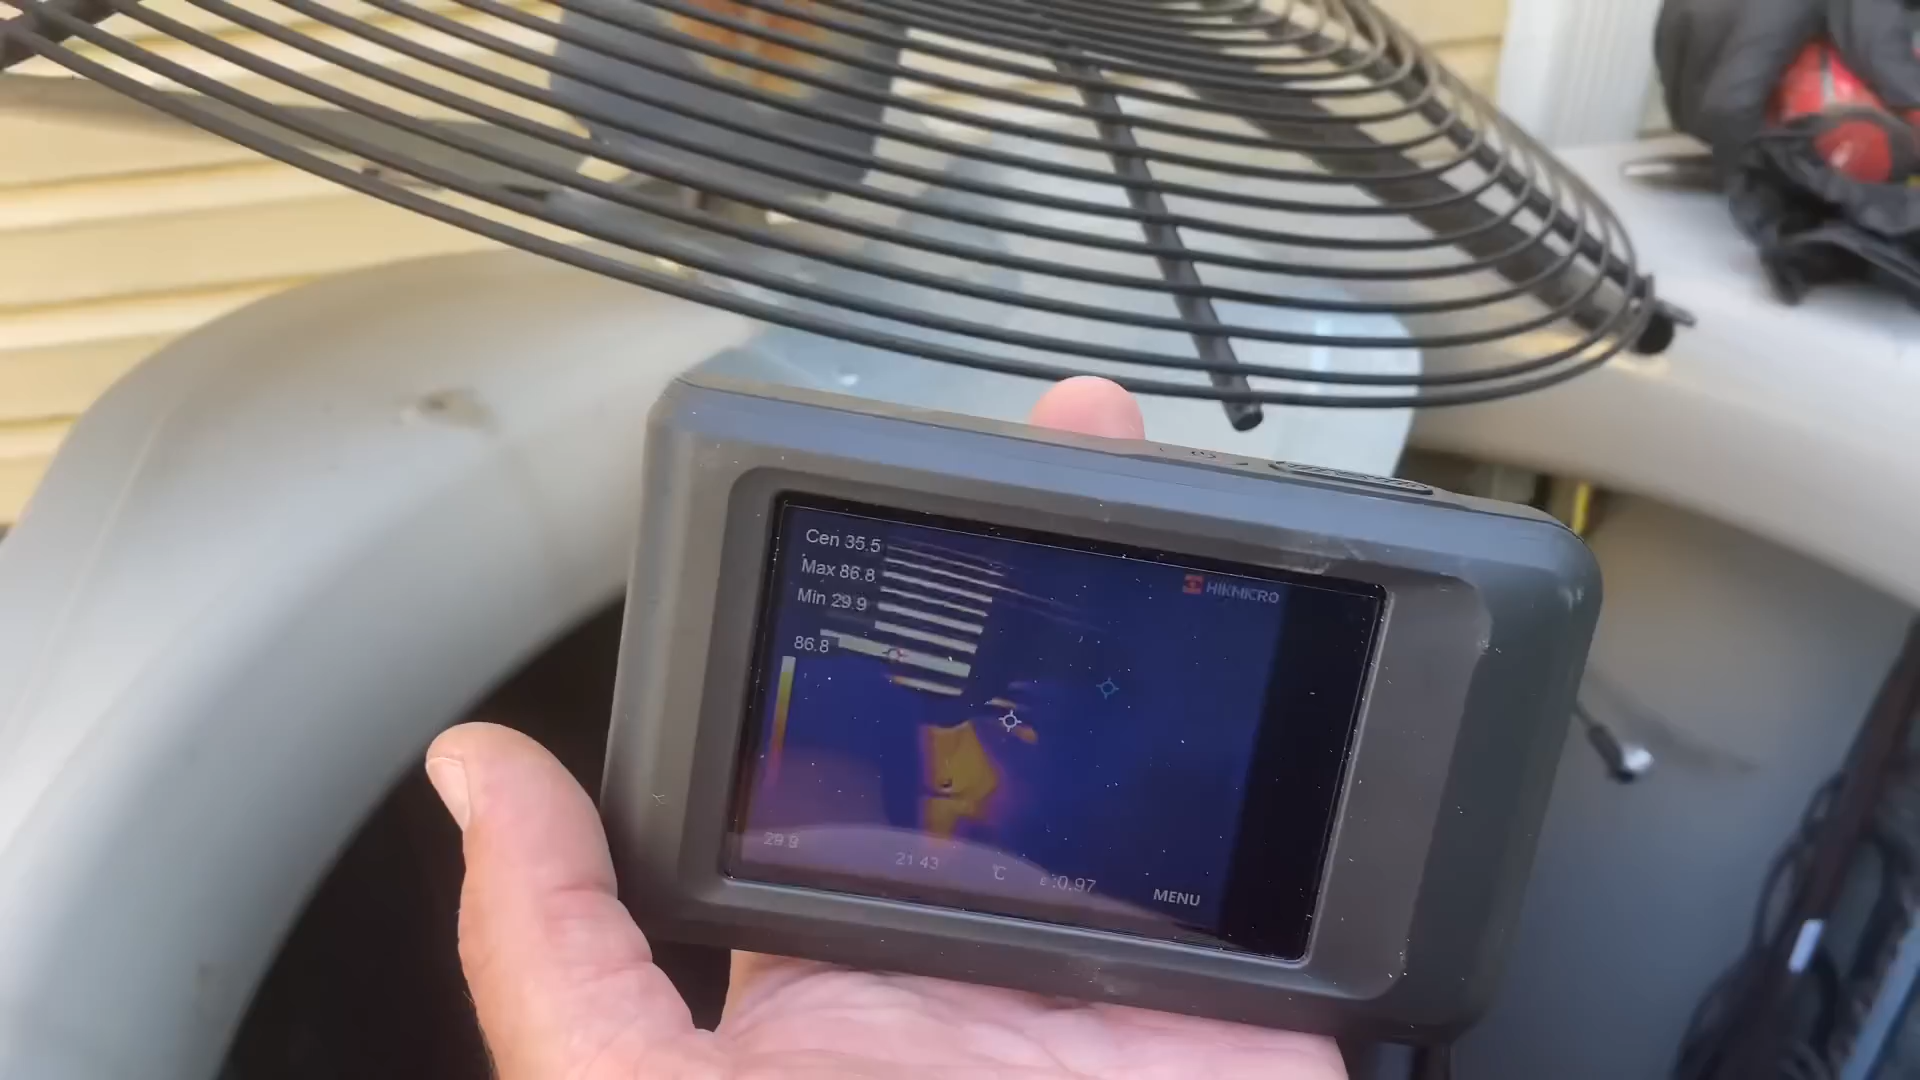 Cen 35.5
Max 86.8
Min 29.9
86.8
HIKMICRO
29.9
21 43
°C
ε:0.97
MENU